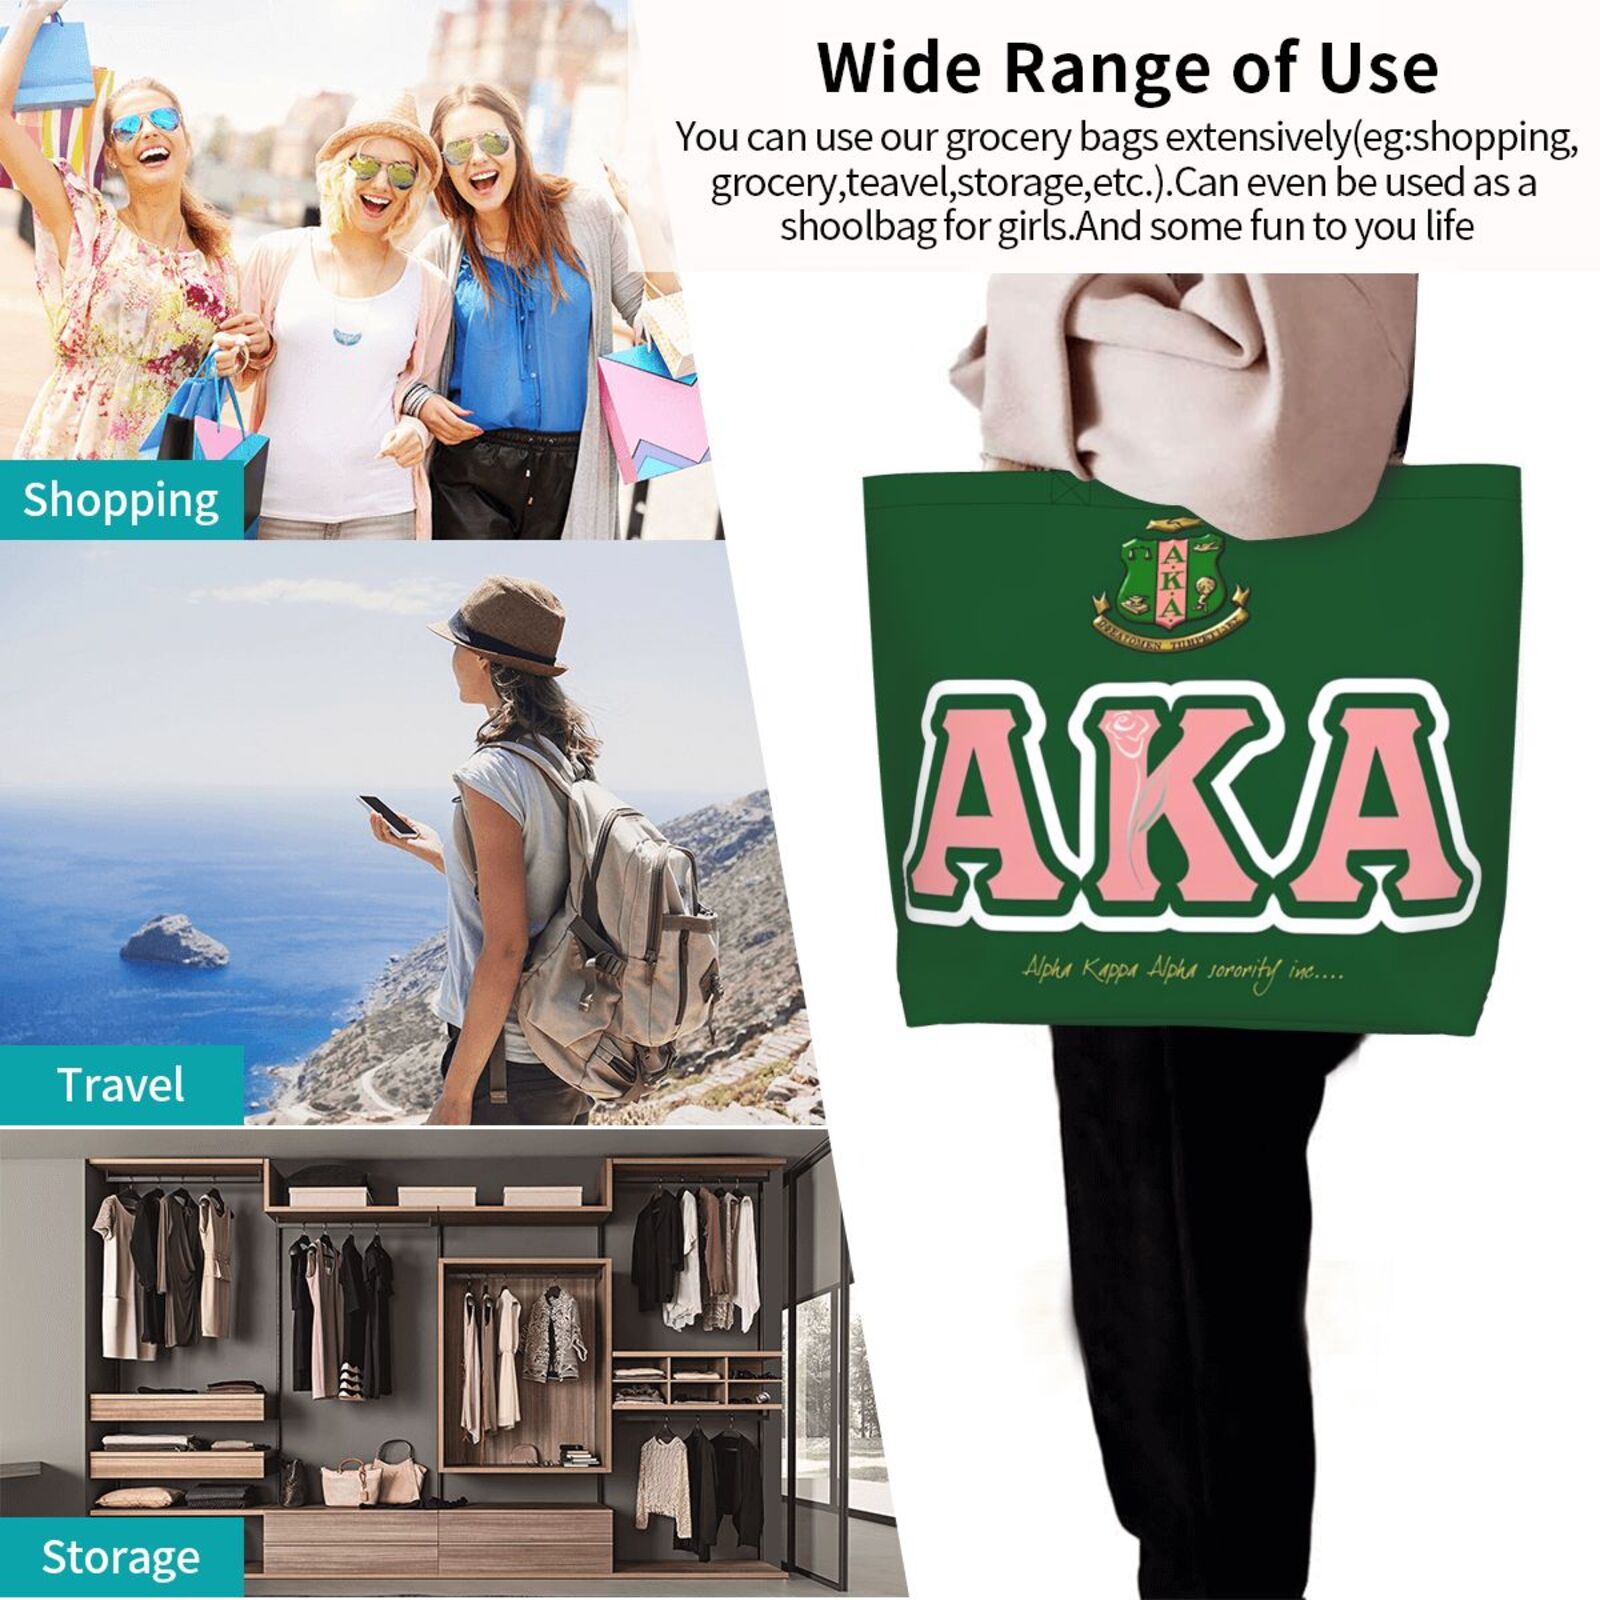 Wide Range of Use
You can use our grocery bags extensively(eg:shopping,
grocery,teavel,storage,etc.).Can even be used as a
shoolbag for girls.And some fun to you life
Shopping
A
K
A
AKA
Alpha Kappa Alpha sorority inc....
Travel
Storage